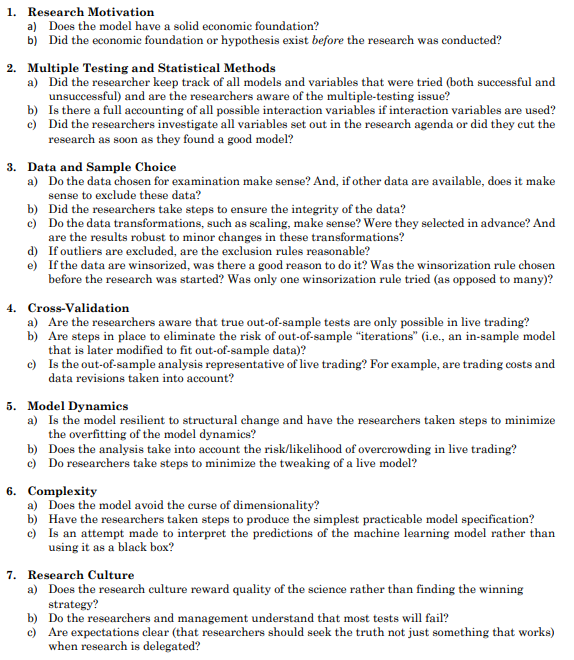 1. Research Motivation
a) Does the model have a solid economic foundation?
b) Did the economic foundation or hypothesis exist before the research was conducted?
2. Multiple Testing and Statistical Methods
a) Did the researcher keep track of all models and variables that were tried (both successful and
unsuccessful) and are the researchers aware of the multiple-testing issue?
b) Is there a full accounting of all possible interaction variables if interaction variables are used?
c) Did the researchers investigate all variables set out in the research agenda or did they cut the
research as soon as they found a good model?
3. Data and Sample Choice
a) Do the data chosen for examination make sense? And, if other data are available, does it make
sense to exclude these data?
b) Did the researchers take steps to ensure the integrity of the data?
c) Do the data transformations, such as scaling, make sense? Were they selected in advance? And
are the results robust to minor changes in these transformations?
d) If outliers are excluded, are the exclusion rules reasonable?
e) If the data are winsorized, was there a good reason to do it? Was the winsorization rule chosen
before the research was started? Was only one winsorization rule tried (as opposed to many)?
4. Cross-Validation
a) Are the researchers aware that true out-of-sample tests are only possible in live trading?
b) Are steps in place to eliminate the risk of out-of-sample “iterations” (i.e., an in-sample model
that is later modified to fit out-of-sample data)?
c) Is the out-of-sample analysis representative of live trading? For example, are trading costs and
data revisions taken into account?
5. Model Dynamics
a) Is the model resilient to structural change and have the researchers taken steps to minimize
the overfitting of the model dynamics?
b) Does the analysis take into account the risk/likelihood of overcrowding in live trading?
c) Do researchers take steps to minimize the tweaking of a live model?
6. Complexity
a) Does the model avoid the curse of dimensionality?
b) Have the researchers taken steps to produce the simplest practicable model specification?
c) Is an attempt made to interpret the predictions of the machine learning model rather than
using it as a black box?
7. Research Culture
a) Does the research culture reward quality of the science rather than finding the winning
strategy?
b) Do the researchers and management understand that most tests will fail?
c) Are expectations clear (that researchers should seek the truth not just something that works)
when research is delegated?